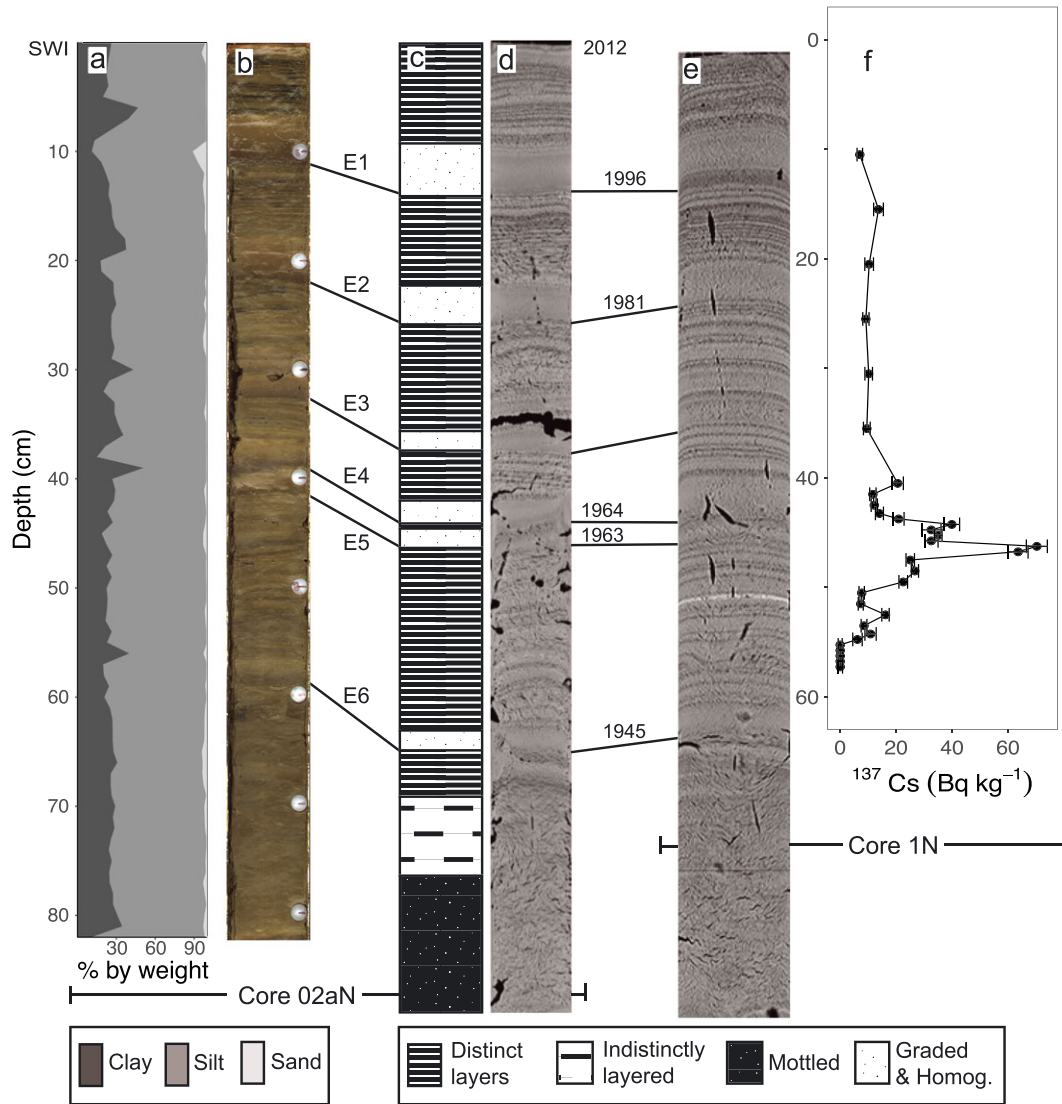 SWI
a
b
c
d
2012
e
f
0
10
E1
1996
20
20
E2
1981
30
E3
Depth (cm)
40
40
E4
1964
1963
E5
50
60
E6
1945
60
0 20 40 60
137 Cs (Bq kg−1)
70
80
Core 1N
30 60 90
% by weight
Core 02aN
Clay Silt Sand
Distinct layers
Indistinctly layered
Mottled
Graded & Homog.